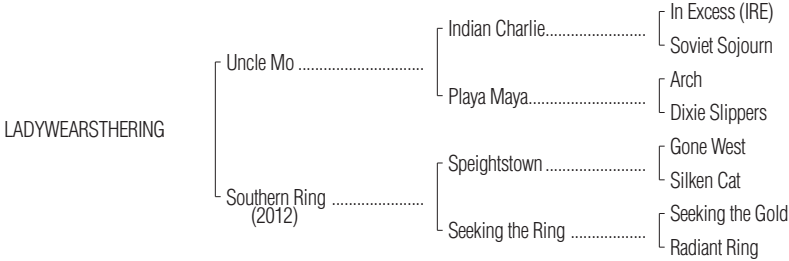 In Excess (IRE)
Indian Charlie........................
Soviet Sojourn
Uncle Mo ..............................
Arch
Playa Maya............................
Dixie Slippers
LADYWEARSTHERING
Gone West
Speightstown ........................
Silken Cat
Southern Ring ......................
(2012)
Seeking the Gold
Seeking the Ring ..................
Radiant Ring